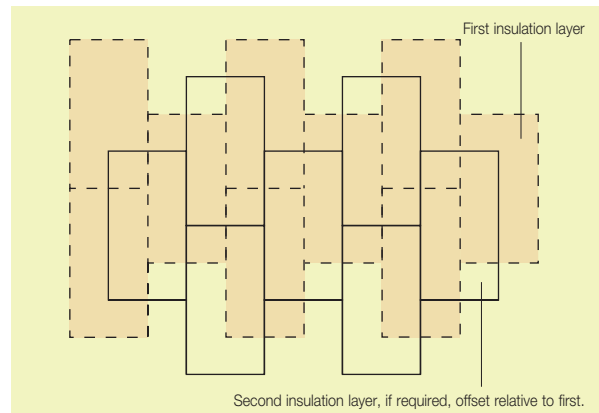 First insulation layer
Second insulation layer, if required, offset relative to first.